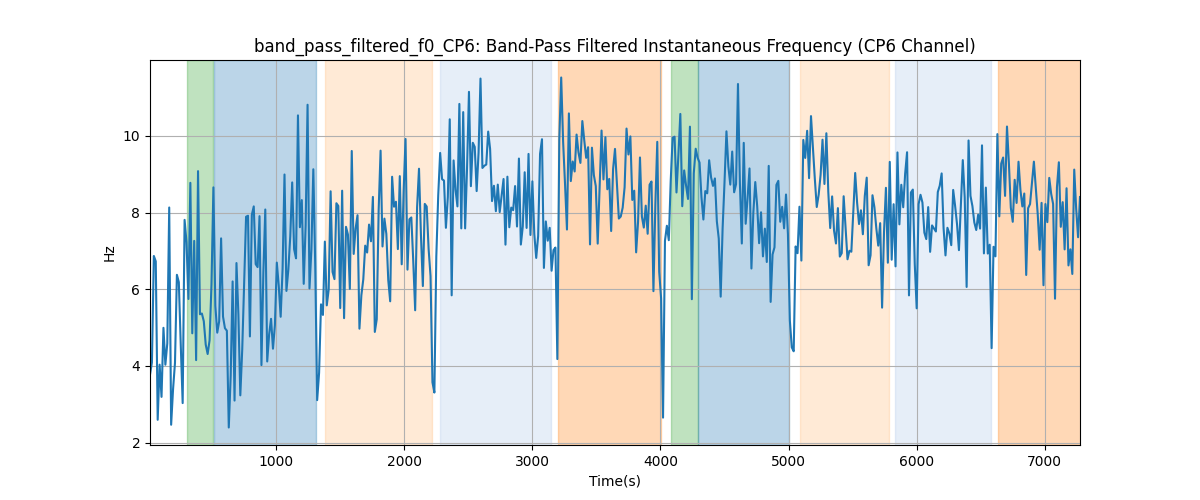 band_pass_filtered_f0_CP6: Band-Pass Filtered Instantaneous Frequency (CP6 Channel)
10
8
6
4
2
Hz
1000 2000 3000 4000 5000 6000 7000
Time(s)